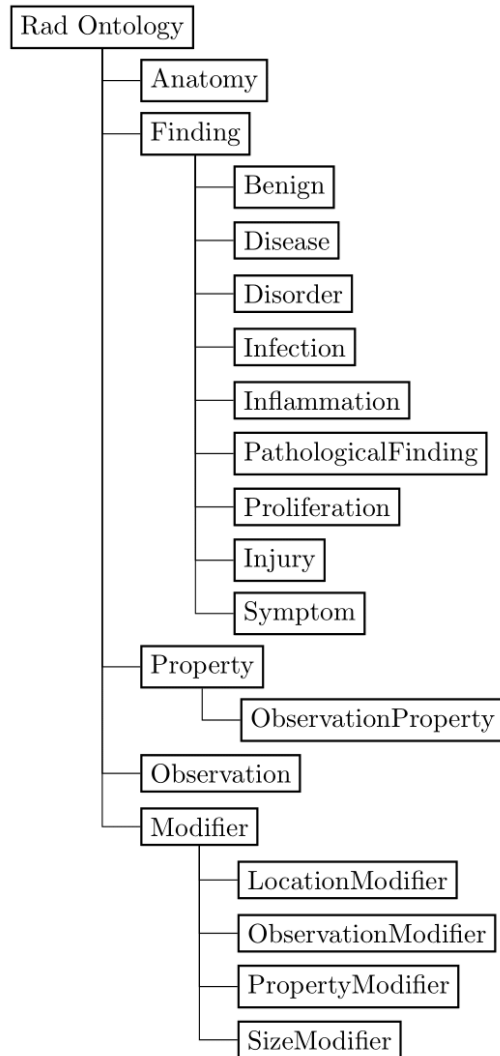 Rad Ontology
Anatomy
Finding
Benign
Disease
Disorder
Infection
Inflammation
PathologicalFinding
Proliferation
Injury
Symptom
Property
ObservationProperty
Observation
Modifier
LocationModifier
ObservationModifier
PropertyModifier
SizeModifier